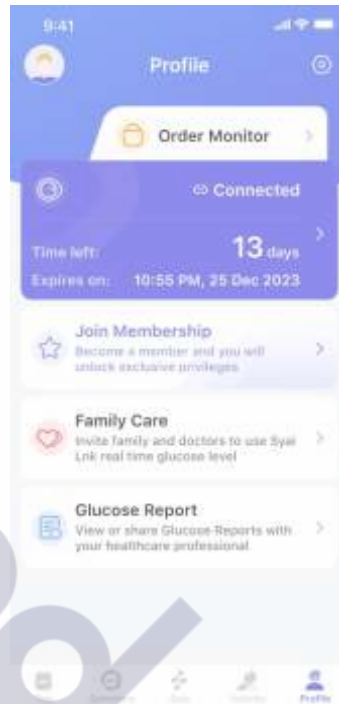 9:41
Profile
Order Monitor
Connected
Time left: 13 days
Expires on: 10:55 PM, 25 Dec 2023
Join Membership
Become a member and you will
unlock exclusive privileges
Family Care
Invite family and doctors to use Syai
Lnk real time glucose level
Glucose Report
View or share Glucose Reports with
your healthcare professional
Profile